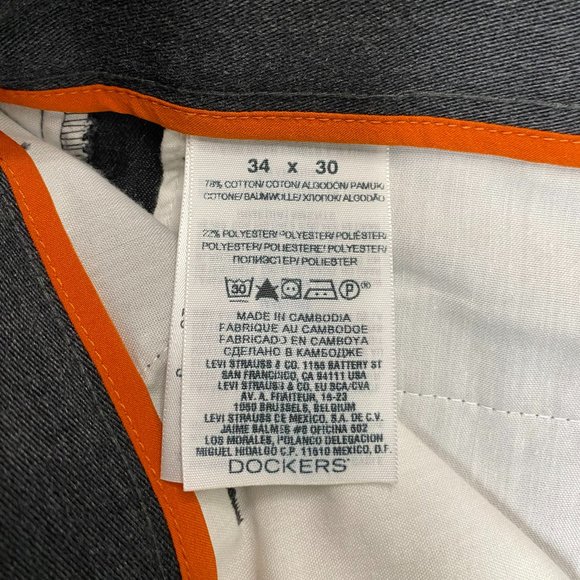 34 x 30
78% COTTON/ COTON/ ALGODÓN/ PAMUK/
COTONE/ BAUMWOLLE/ ХЛОПОК/ ALGODÃO
22% POLYESTER/ POLYESTER/ POLIÉSTER/
POLYESTER/ POLIESTERE/ POLYESTER/
ПОЛИЭСТЕР/ POLIESTER
30 P®
MADE IN CAMBODIA
FABRIQUE AU CAMBODGE
FABRICADO EN CAMBOYA
СДЕЛАНО В КАМБОДЖЕ
LEVI STRAUSS & CO. 1155 BATTERY ST
SAN FRANCISCO, CA 94111 USA
LEVI STRAUSS & CO. EU SCA/CVA
AV. A. FRAITEUR, 15-23
1050 BRUSSELS, BELGIUM
LEVI STRAUSS DE MEXICO, S.A. DE C.V.
JAIME BALMES #8 OFICINA 602
LOS MORALES, POLANCO DELEGACION
MIGUEL HIDALGO C.P. 11510 MEXICO, D.F.
DOCKERS®